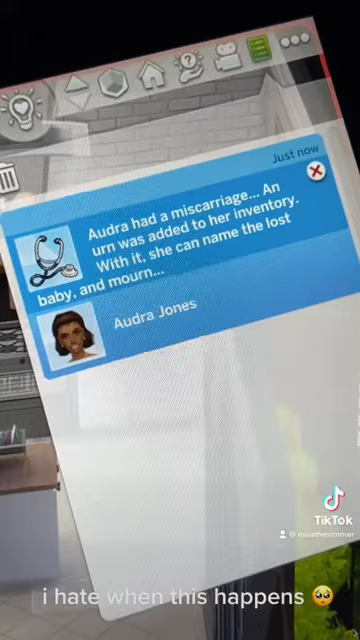 Just now
Audra had a miscarriage... An
urn was added to her inventory.
With it, she can name the lost
baby, and mourn...
Audra Jones
TikTok
@asuathesimmer
i hate when this happens 🥺